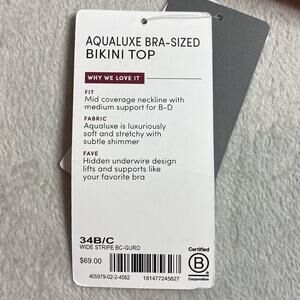 AQUALUXE BRA-SIZED
BIKINI TOP
WHY WE LOVE IT
FIT
Mid coverage neckline with
medium support for B-D
FABRIC
Aqualuxe is luxuriously
soft and stretchy with
subtle shimmer
FAVE
Hidden underwire design
lifts and supports like
your favorite bra
34B/C
WIDE STRIPE BC-GURO
$69.00
405979-02-2-4562
181477245627
Certified
B
Corporation